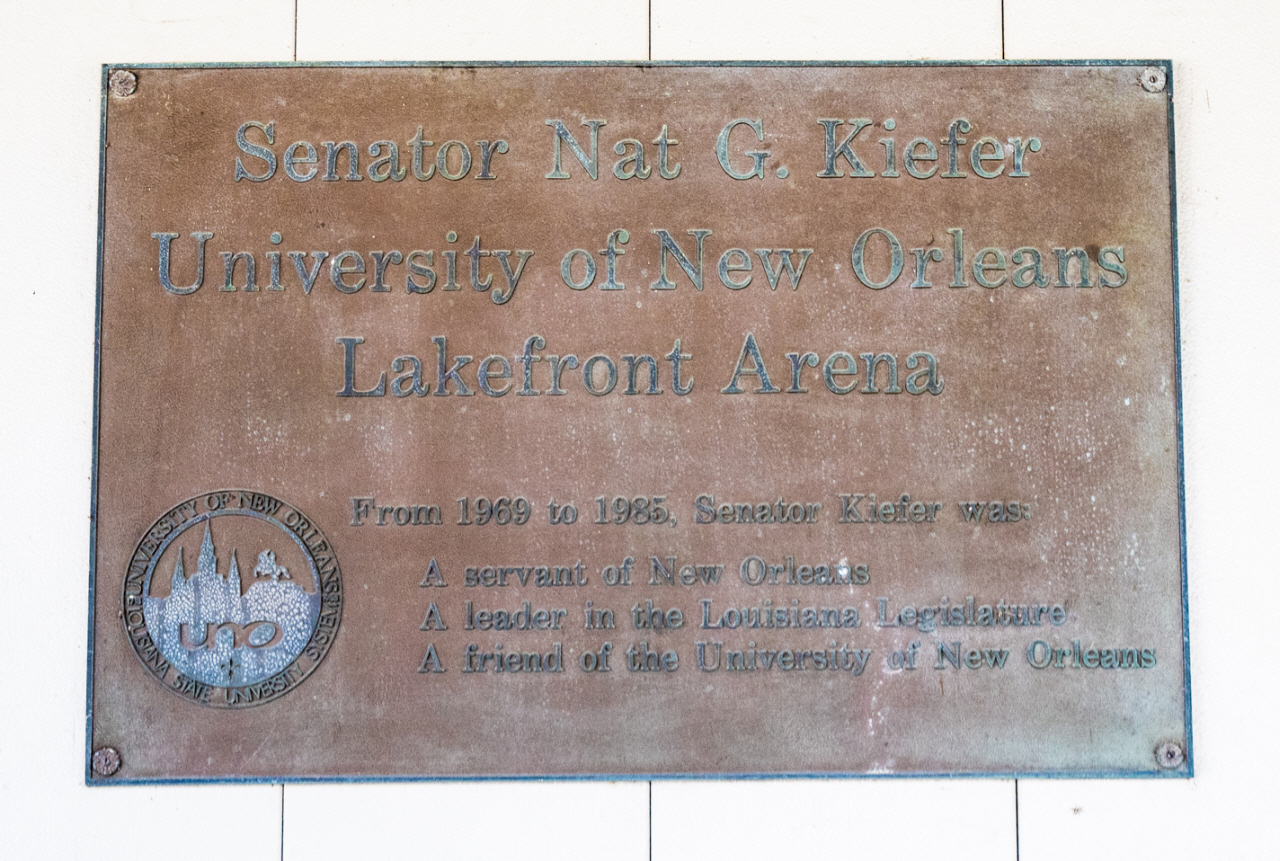 Senator Nat G. Kiefer
University of New Orleans
Lakefront Arena
From 1969 to 1985, Senator Kiefer was:
A servant of New Orleans
A leader in the Louisiana Legislature
A friend of the University of New Orleans
UNIVERSITY OF NEW ORLEANS
LOUISIANA STATE UNIVERSITY SYSTEM
uno